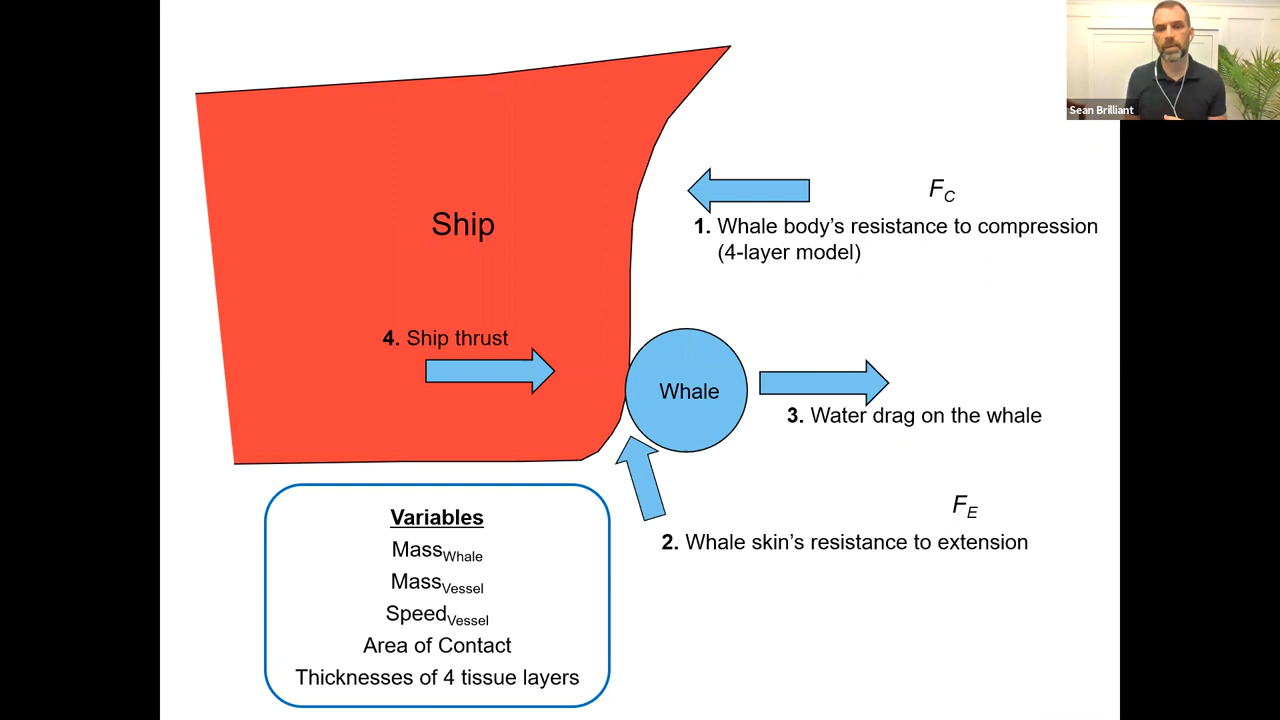 Sean Brilliant
Ship
F_C
1. Whale body’s resistance to compression
(4-layer model)
4. Ship thrust
Whale
3. Water drag on the whale
F_E
2. Whale skin’s resistance to extension
Variables
Mass_Whale
Mass_Vessel
Speed_Vessel
Area of Contact
Thicknesses of 4 tissue layers